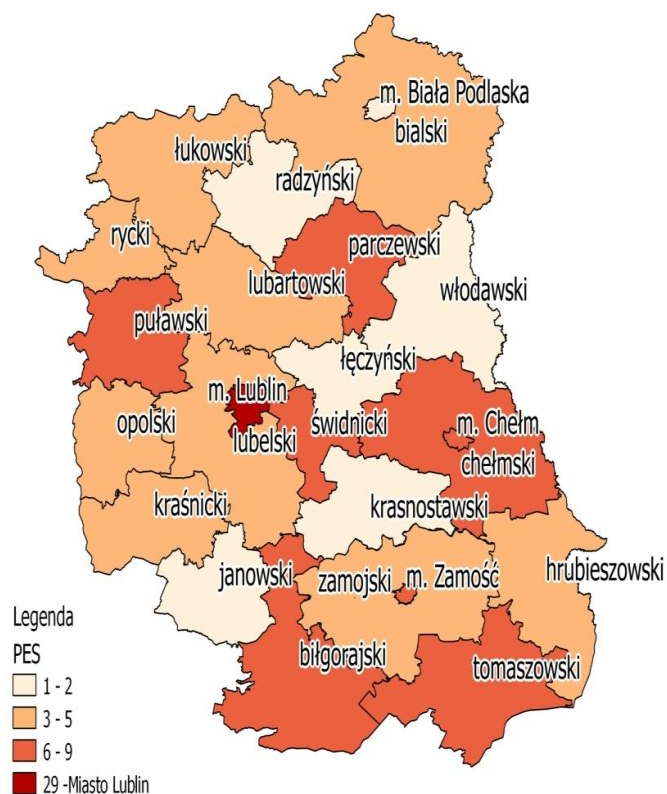 m. Biała Podlaska
bialski
łukowski
radzyński
rycki
parczewski
lubartowski
włodawski
puławski
łęczyński
m. Lublin
opolski
świdnicki
m. Chełm
lubelski
chełmski
kraśnicki
krasnostawski
janowski
zamojski
m. Zamość
hrubieszowski
biłgorajski
tomaszowski
Legenda
PES
1 - 2
3 - 5
6 - 9
29 -Miasto Lublin